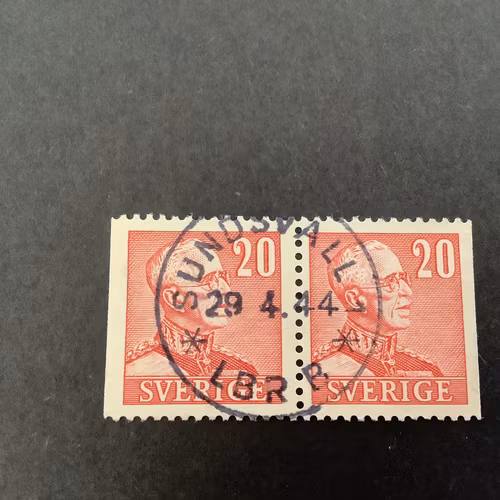 20 20
SUNDSVALL
29 4.44
LBR B
SVERIGE SVERIGE